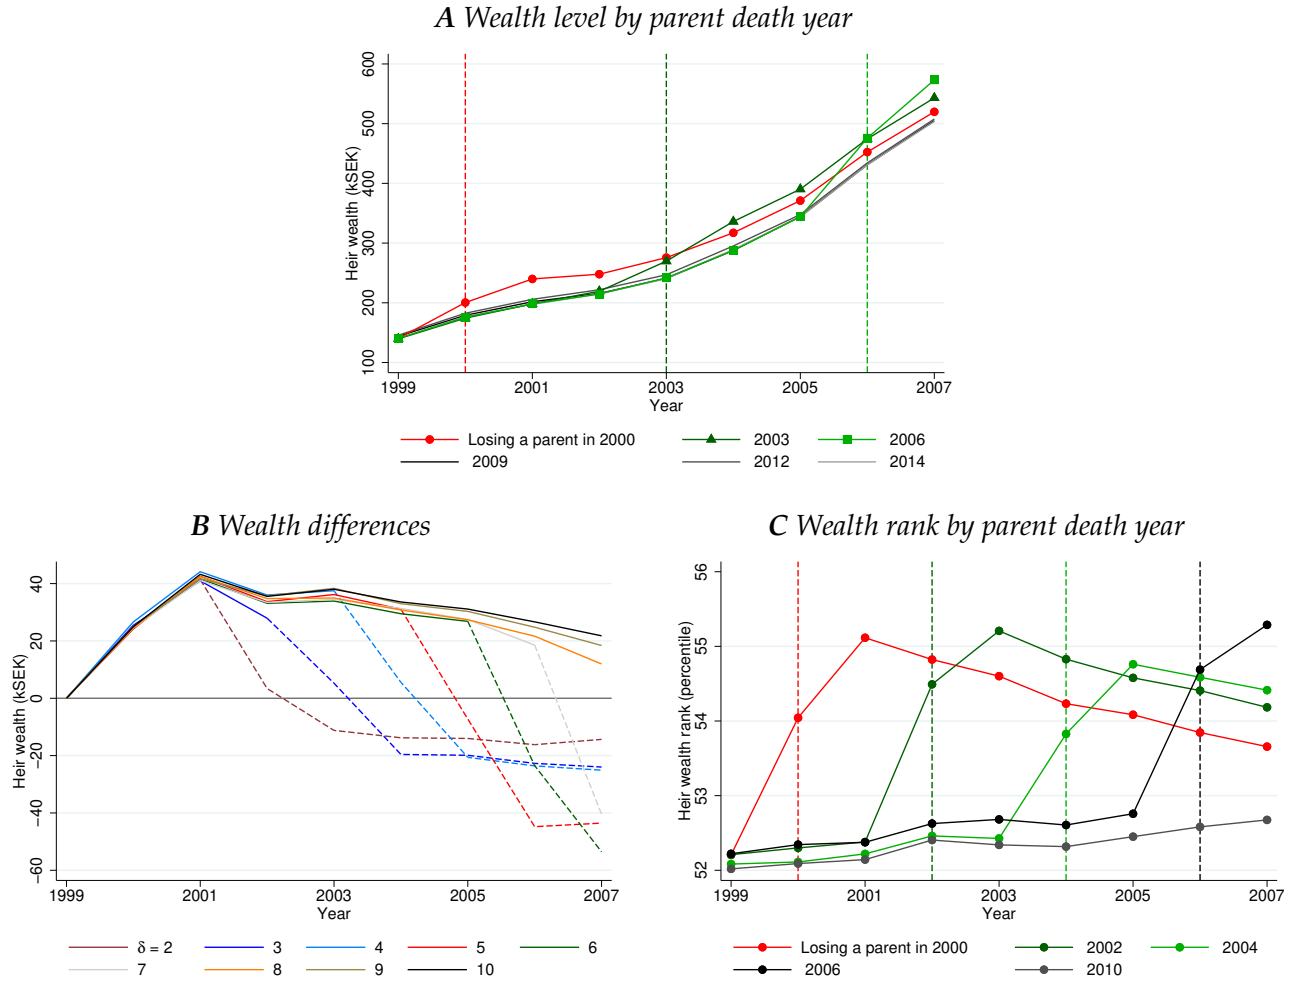 A Wealth level by parent death year
Heir wealth (kSEK)
600
500
400
300
200
100
1999 2001 2003 2005 2007
Year
Losing a parent in 2000 2003 2006
2009 2012 2014
B Wealth differences
Heir wealth (kSEK)
40
20
0
−20
−40
−60
1999 2001 2003 2005 2007
Year
δ = 2 3 4 5 6
7 8 9 10
C Wealth rank by parent death year
Heir wealth rank (percentile)
56
55
54
53
52
1999 2001 2003 2005 2007
Year
Losing a parent in 2000 2002 2004
2006 2010